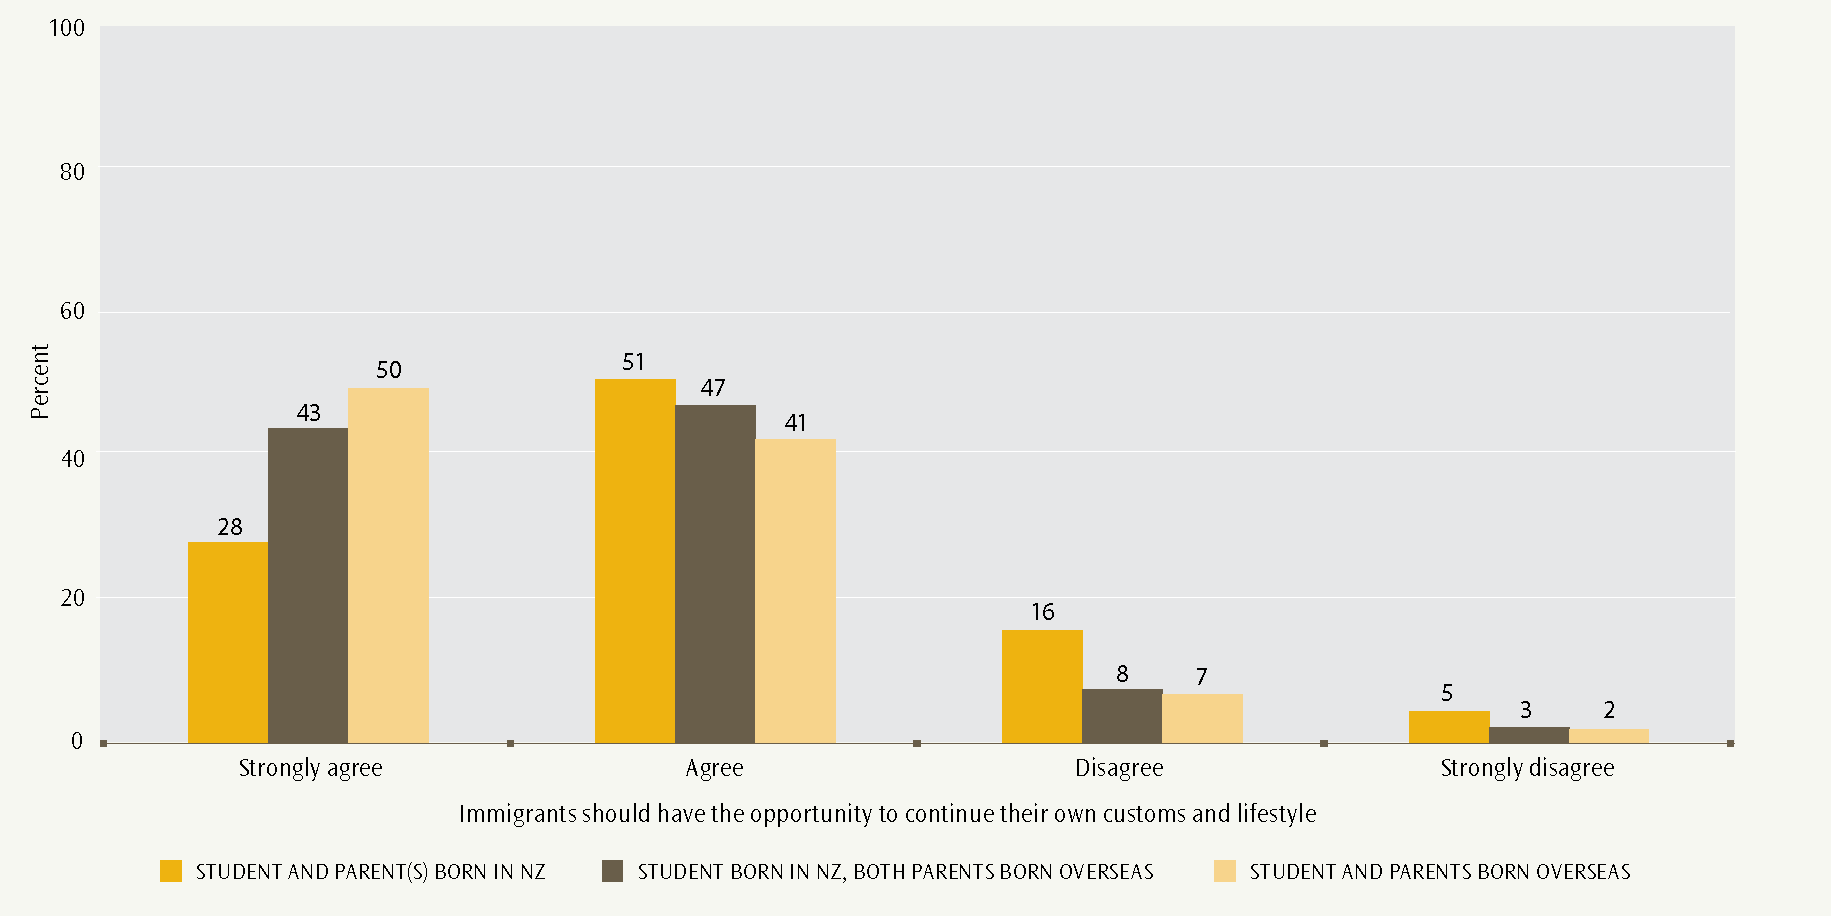 100
80
60
40
20
0
Percent
28
43
50
51
47
41
16
8
7
5
3
2
Strongly agree
Agree
Disagree
Strongly disagree
Immigrants should have the opportunity to continue their own customs and lifestyle
STUDENT AND PARENT(S) BORN IN NZ
STUDENT BORN IN NZ, BOTH PARENTS BORN OVERSEAS
STUDENT AND PARENTS BORN OVERSEAS